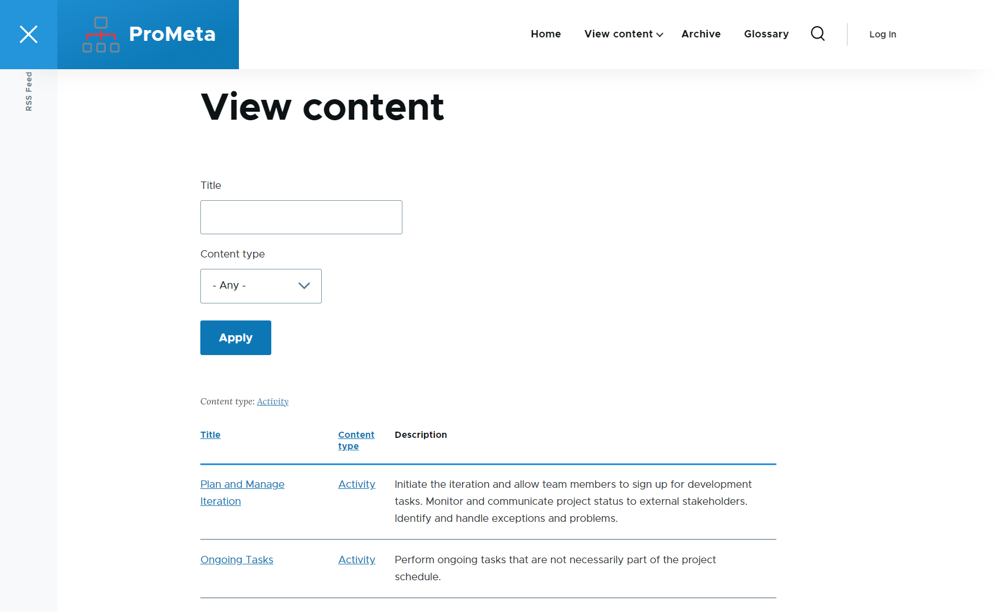 ProMeta
Home View content Archive Glossary Log In
RSS Feed
View content
Title
Content type
- Any -
Apply
Content type: Activity
Title Content type Description
Plan and Manage Iteration Activity Initiate the iteration and allow team members to sign up for development
tasks. Monitor and communicate project status to external stakeholders.
Identify and handle exceptions and problems.
Ongoing Tasks Activity Perform ongoing tasks that are not necessarily part of the project
schedule.